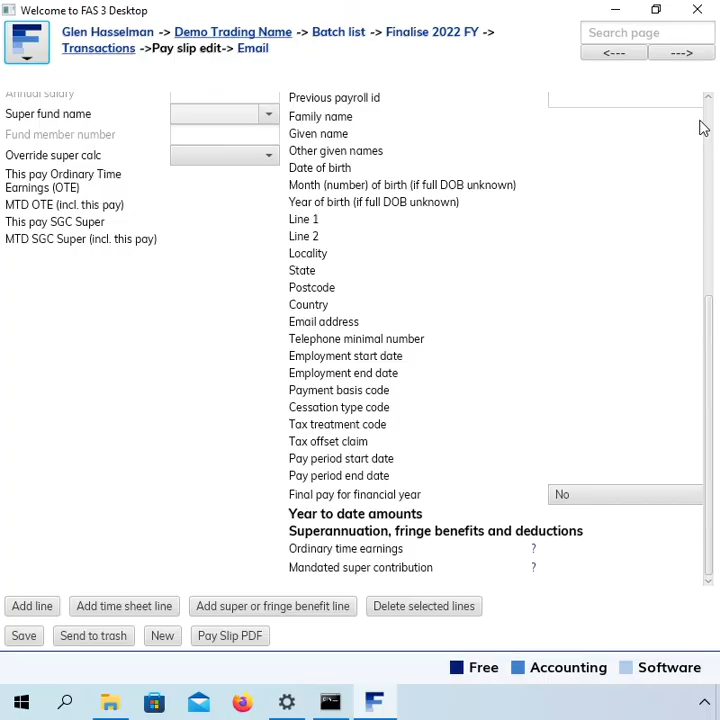 Welcome to FAS 3 Desktop
Glen Hasselman -> Demo Trading Name -> Batch list -> Finalise 2022 FY ->
Transactions ->Pay slip edit-> Email
Search page
<--- --->
Annual salary
Super fund name
Fund member number
Override super calc
This pay Ordinary Time
Earnings (OTE)
MTD OTE (incl. this pay)
This pay SGC Super
MTD SGC Super (incl. this pay)
Previous payroll id
Family name
Given name
Other given names
Date of birth
Month (number) of birth (if full DOB unknown)
Year of birth (if full DOB unknown)
Line 1
Line 2
Locality
State
Postcode
Country
Email address
Telephone minimal number
Employment start date
Employment end date
Payment basis code
Cessation type code
Tax treatment code
Tax offset claim
Pay period start date
Pay period end date
Final pay for financial year No
Year to date amounts
Superannuation, fringe benefits and deductions
Ordinary time earnings ?
Mandated super contribution ?
Add line Add time sheet line Add super or fringe benefit line Delete selected lines
Save Send to trash New Pay Slip PDF
Free Accounting Software